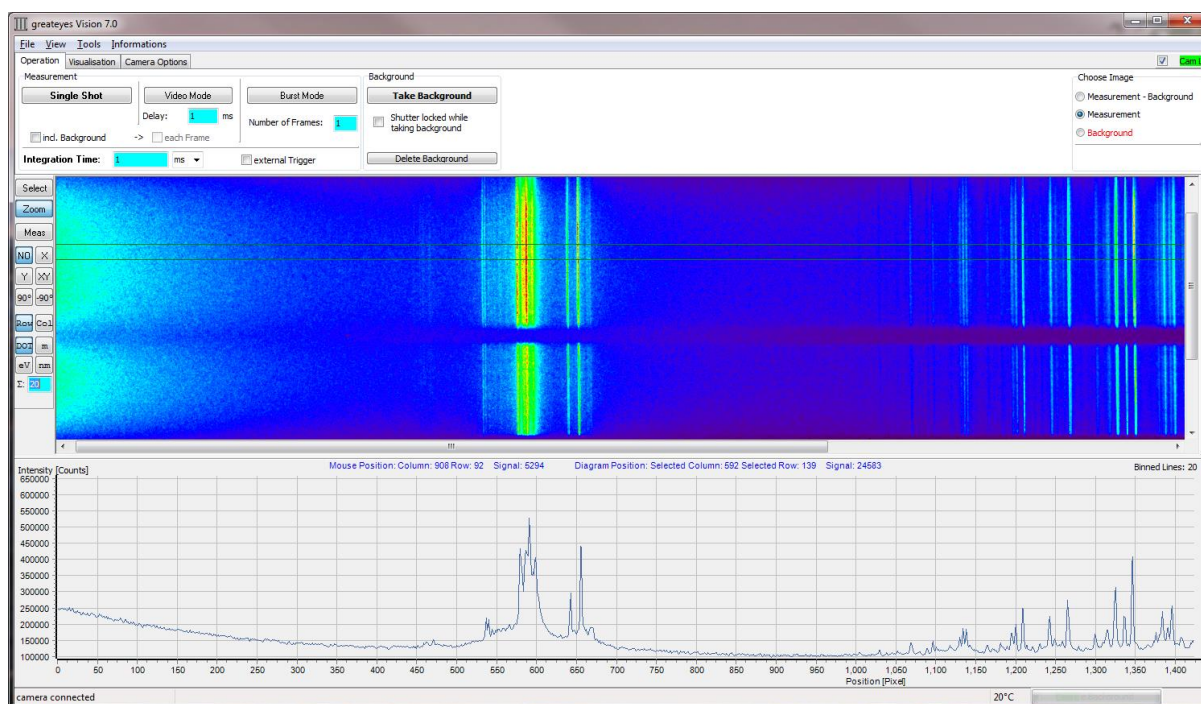 greateyes Vision 7.0
File View Tools Informations
Operation Visualisation Camera Options
Measurement
Single Shot Video Mode Burst Mode
Delay: 1 ms
Number of Frames: 1
incl. Background -> each Frame
Integration Time: 1 ms external Trigger
Background
Take Background
Shutter locked while
taking background
Delete Background
Choose Image
Measurement - Background
Measurement
Background
Select
Zoom
Meas
NO X
Y XY
90° -90°
Row Col
DOT m
eV nm
Σ: 20
Intensity [Counts] Mouse Position: Column: 908 Row: 92 Signal: 5294 Diagram Position: Selected Column: 592 Selected Row: 139 Signal: 24583 Binned Lines: 20
650000
600000
550000
500000
450000
400000
350000
300000
250000
200000
150000
100000
0 50 100 150 200 250 300 350 400 450 500 550 600 650 700 750 800 850 900 950 1,000 1,050 1,100 1,150 1,200 1,250 1,300 1,350 1,400
Position [Pixel]
camera connected 20°C